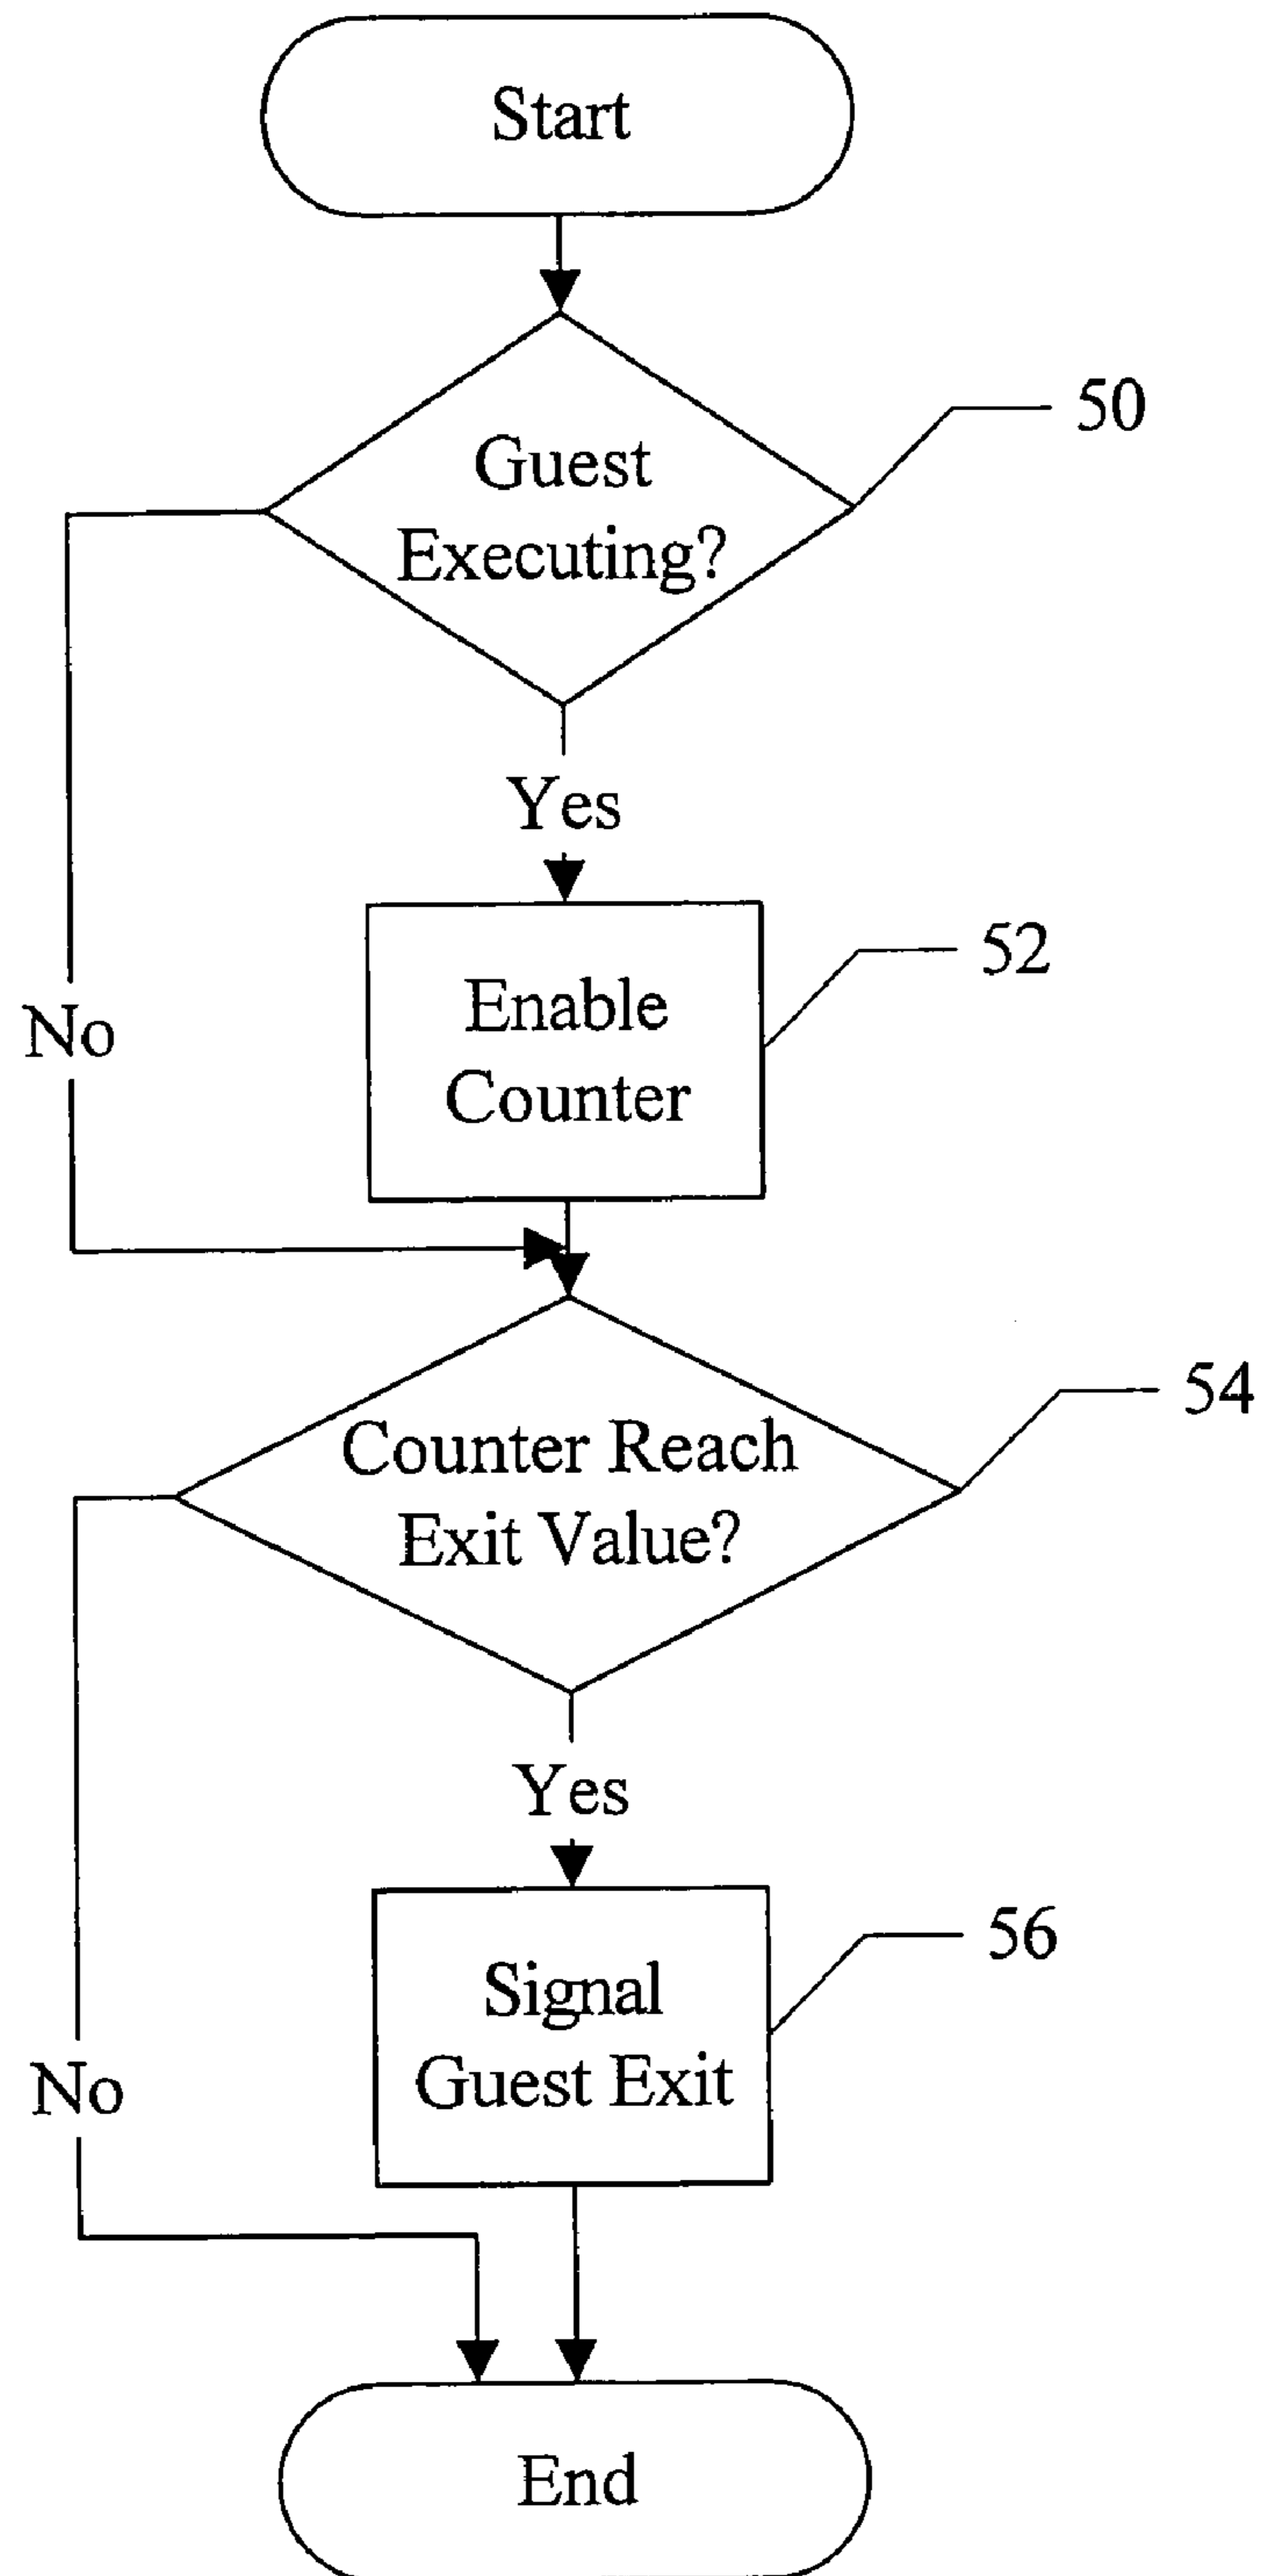 Start
Guest
Executing?
50
Yes
Enable
Counter
52
No
Counter Reach
Exit Value?
54
Yes
Signal
Guest Exit
56
No
End